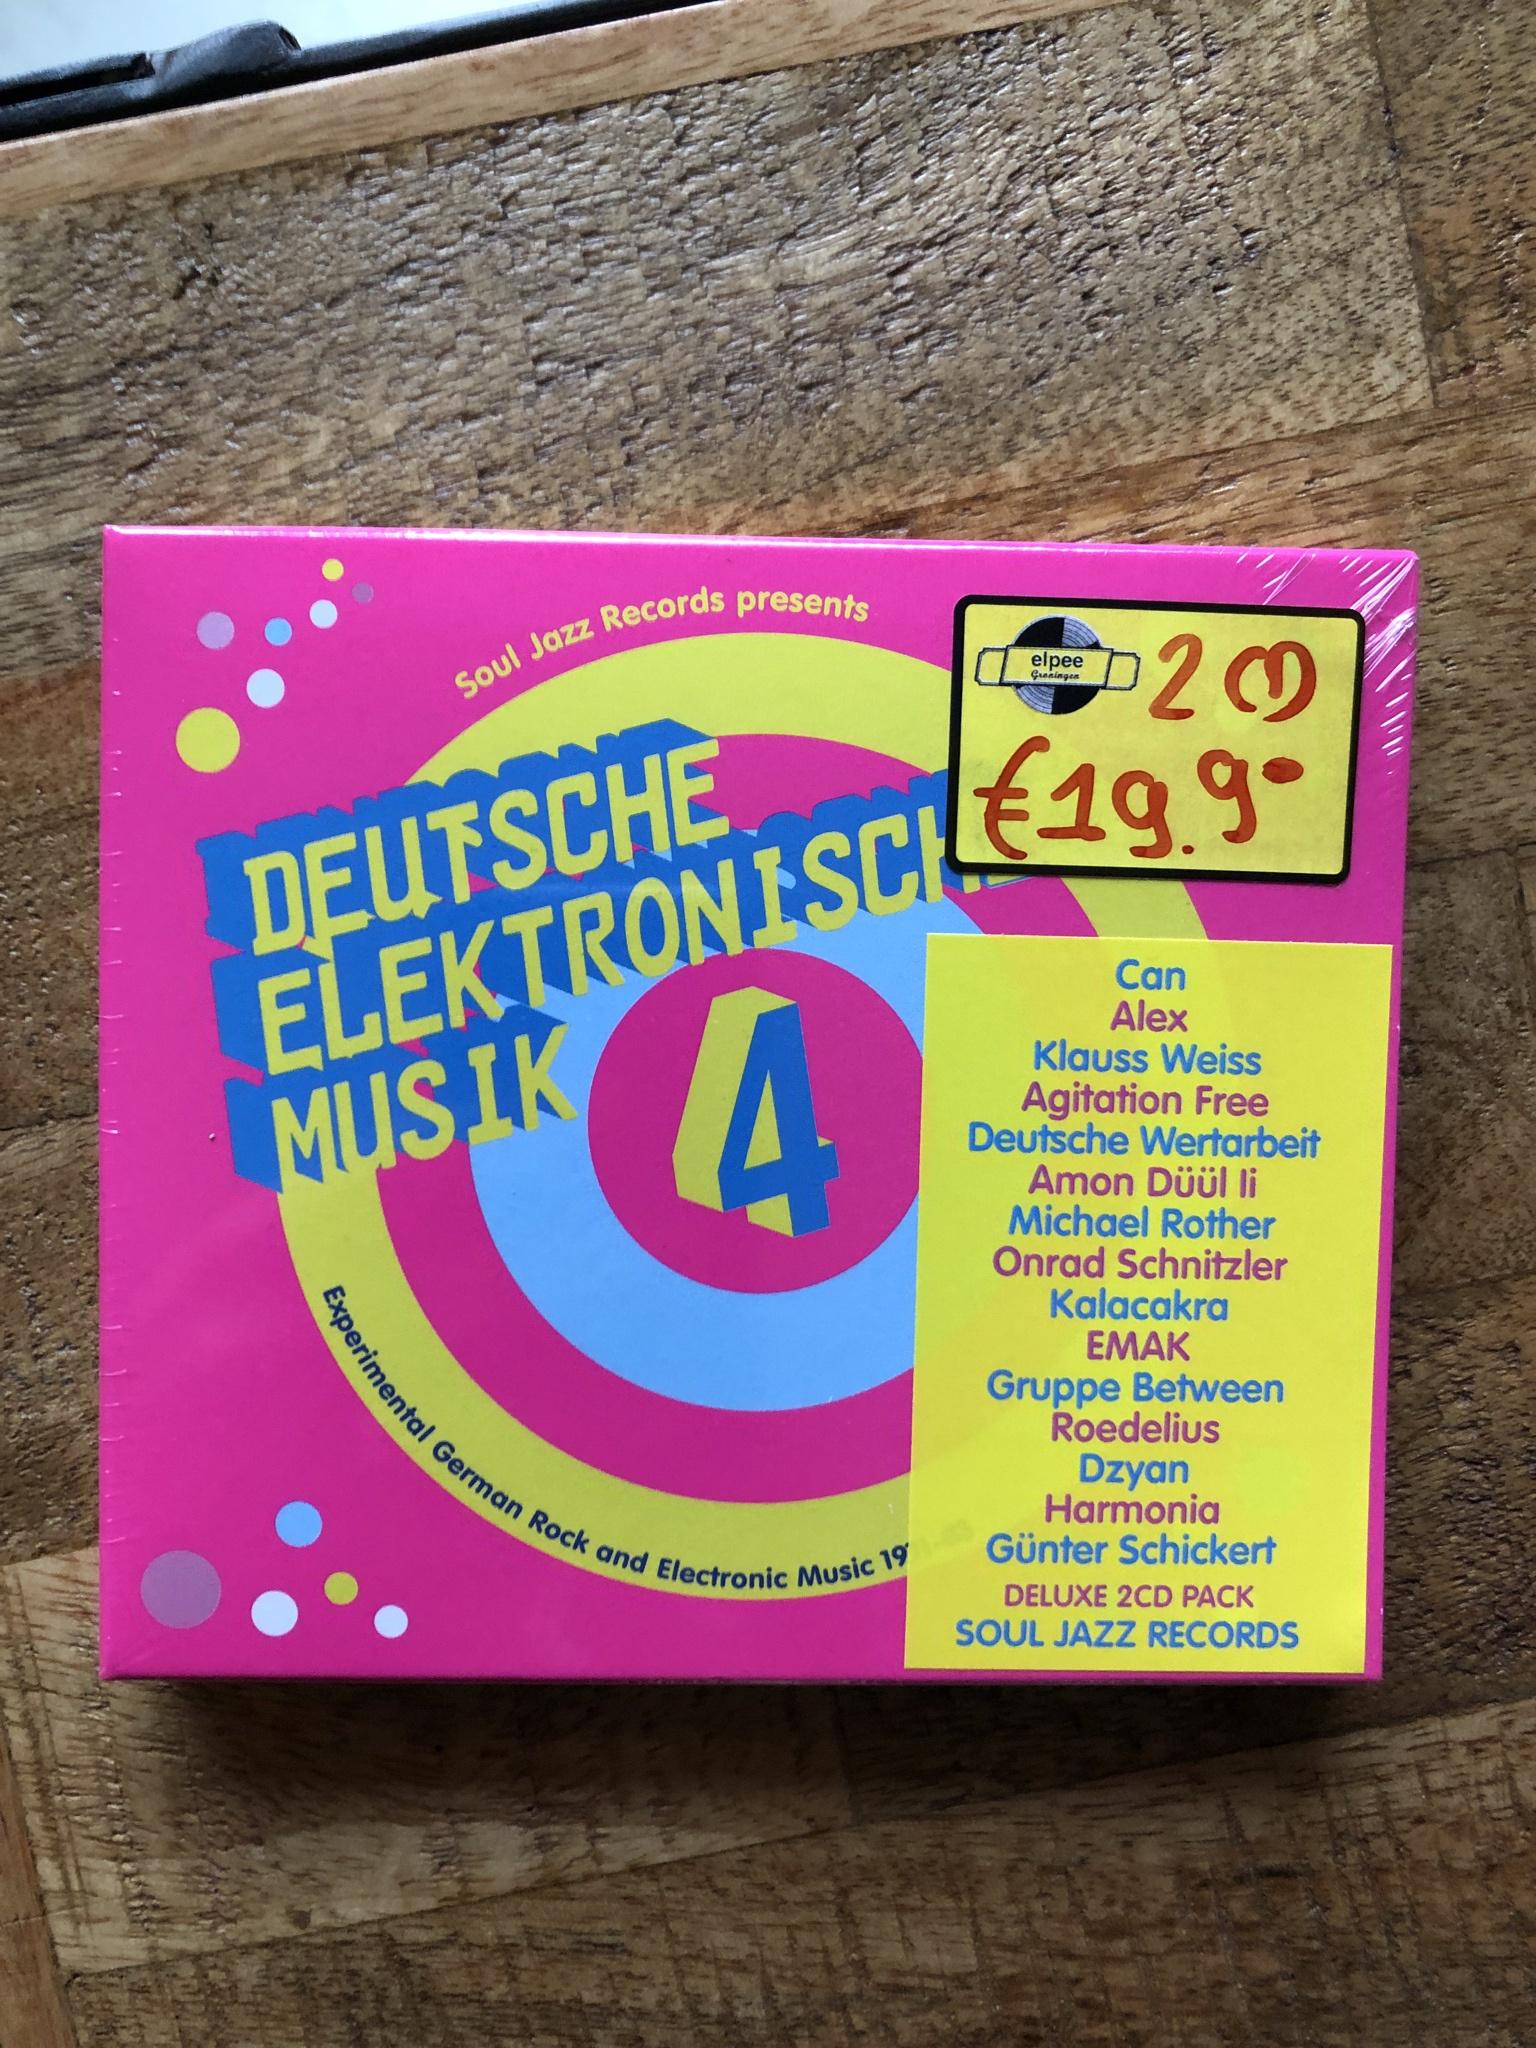 Soul Jazz Records presents
elpee
Groningen
2 CD
€19.9-
DEUTSCHE
ELEKTRONISCHE
MUSIK
4
Can
Alex
Klauss Weiss
Agitation Free
Deutsche Wertarbeit
Amon Düül Ii
Michael Rother
Onrad Schnitzler
Kalacakra
EMAK
Gruppe Between
Roedelius
Dzyan
Harmonia
Günter Schickert
DELUXE 2CD PACK
SOUL JAZZ RECORDS
Experimental German Rock and Electronic Music 19